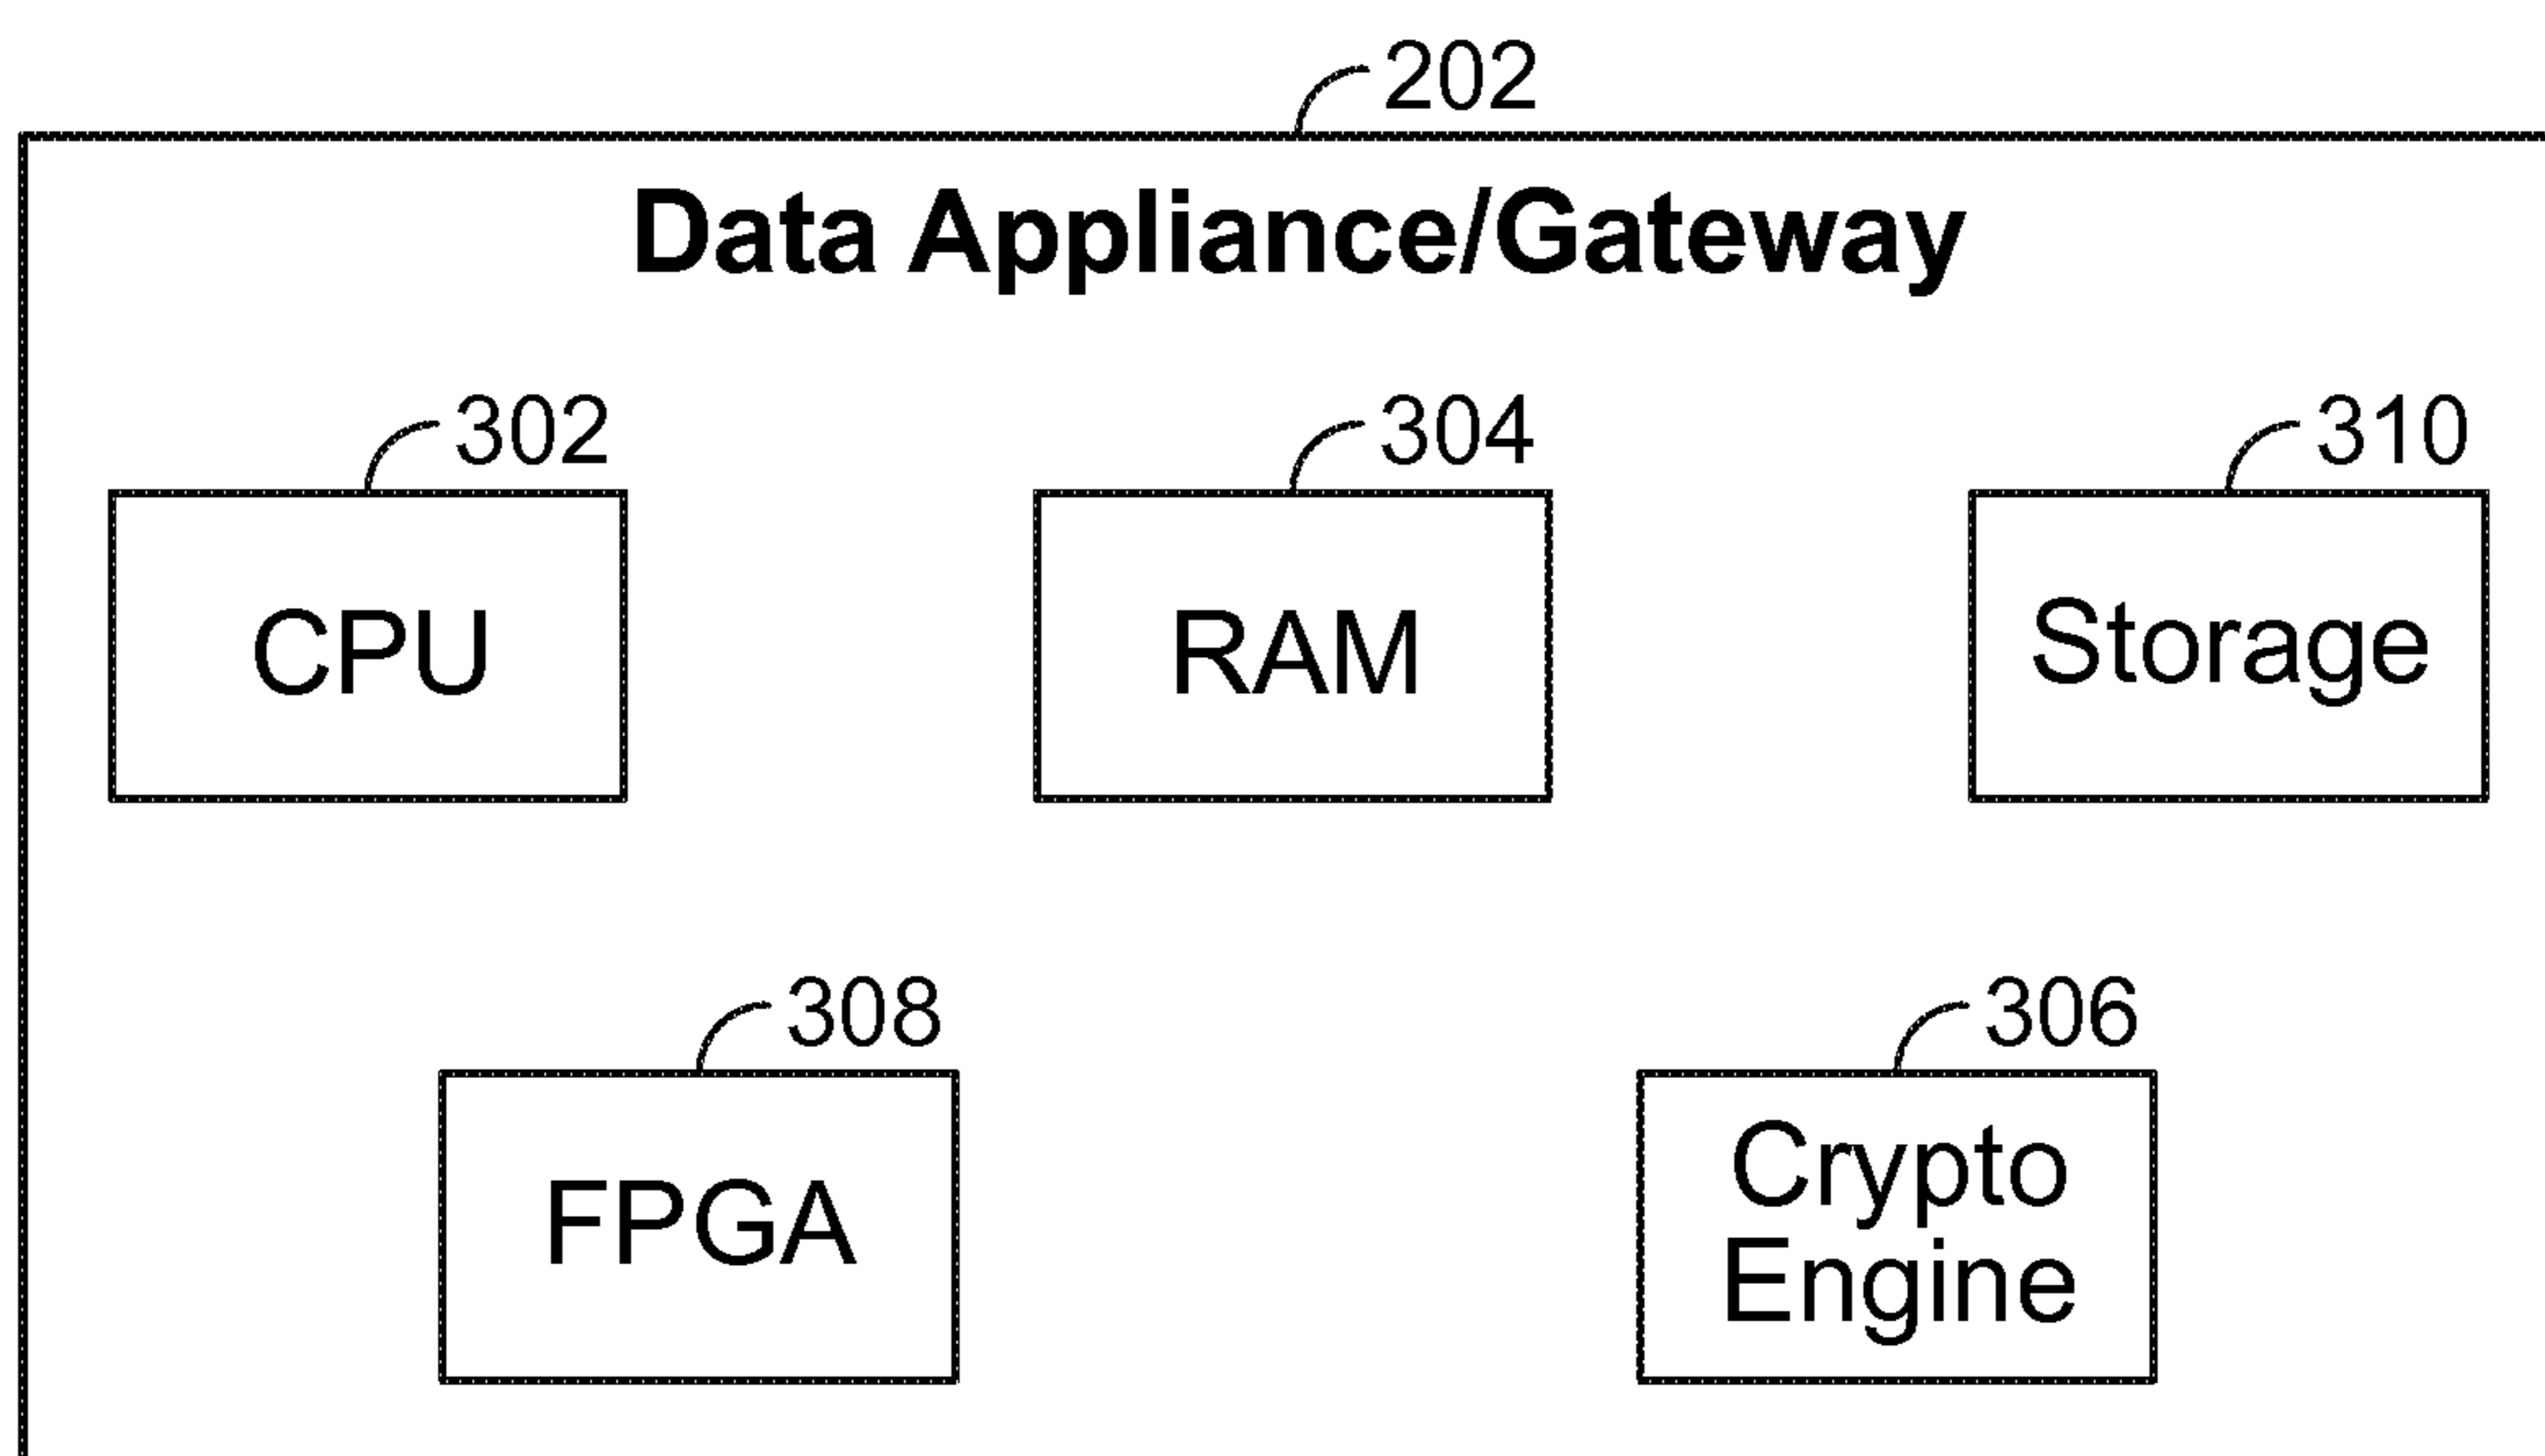 202
Data Appliance/Gateway
302
304
310
CPU
RAM
Storage
308
306
FPGA
Crypto
Engine